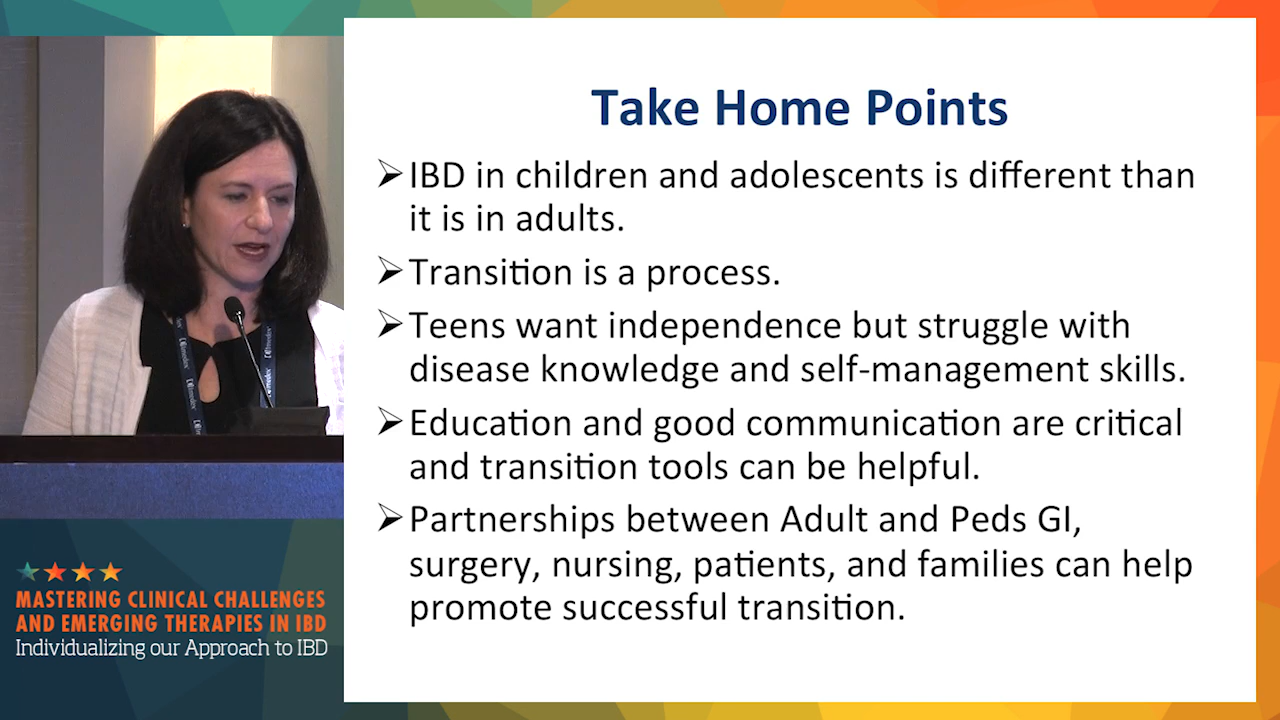 Take Home Points
➢IBD in children and adolescents is different than
it is in adults.
➢Transition is a process.
➢Teens want independence but struggle with
disease knowledge and self-management skills.
➢Education and good communication are critical
and transition tools can be helpful.
➢Partnerships between Adult and Peds GI,
surgery, nursing, patients, and families can help
promote successful transition.
MASTERING CLINICAL CHALLENGES
AND EMERGING THERAPIES IN IBD
Individualizing our Approach to IBD